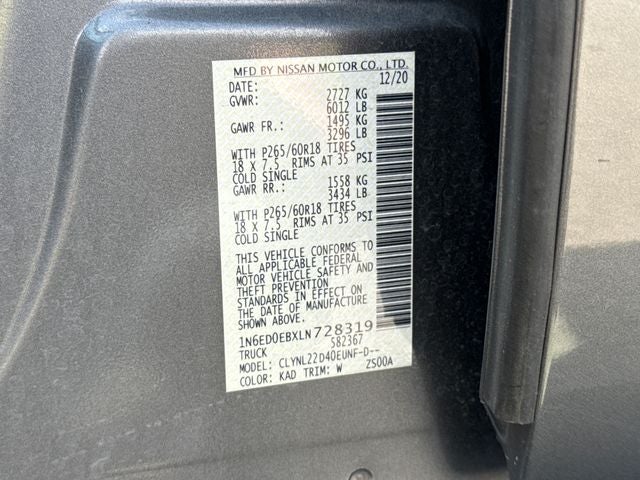 MFD BY NISSAN MOTOR CO., LTD.
DATE: 12/20
GVWR: 2727 KG
6012 LB
GAWR FR.: 1495 KG
3296 LB
WITH P265/60R18 TIRES
18 X 7.5 RIMS AT 35 PSI
COLD SINGLE
GAWR RR.: 1558 KG
3434 LB
WITH P265/60R18 TIRES
18 X 7.5 RIMS AT 35 PSI
COLD SINGLE
THIS VEHICLE CONFORMS TO
ALL APPLICABLE FEDERAL
MOTOR VEHICLE SAFETY AND
THEFT PREVENTION
STANDARDS IN EFFECT ON
THE DATE OF MANUFACTURE
SHOWN ABOVE.
1N6ED0EBXLN728319
TRUCK 582367
MODEL: CLYNL22D40EUNF-D--
COLOR: KAD TRIM: W ZS00A